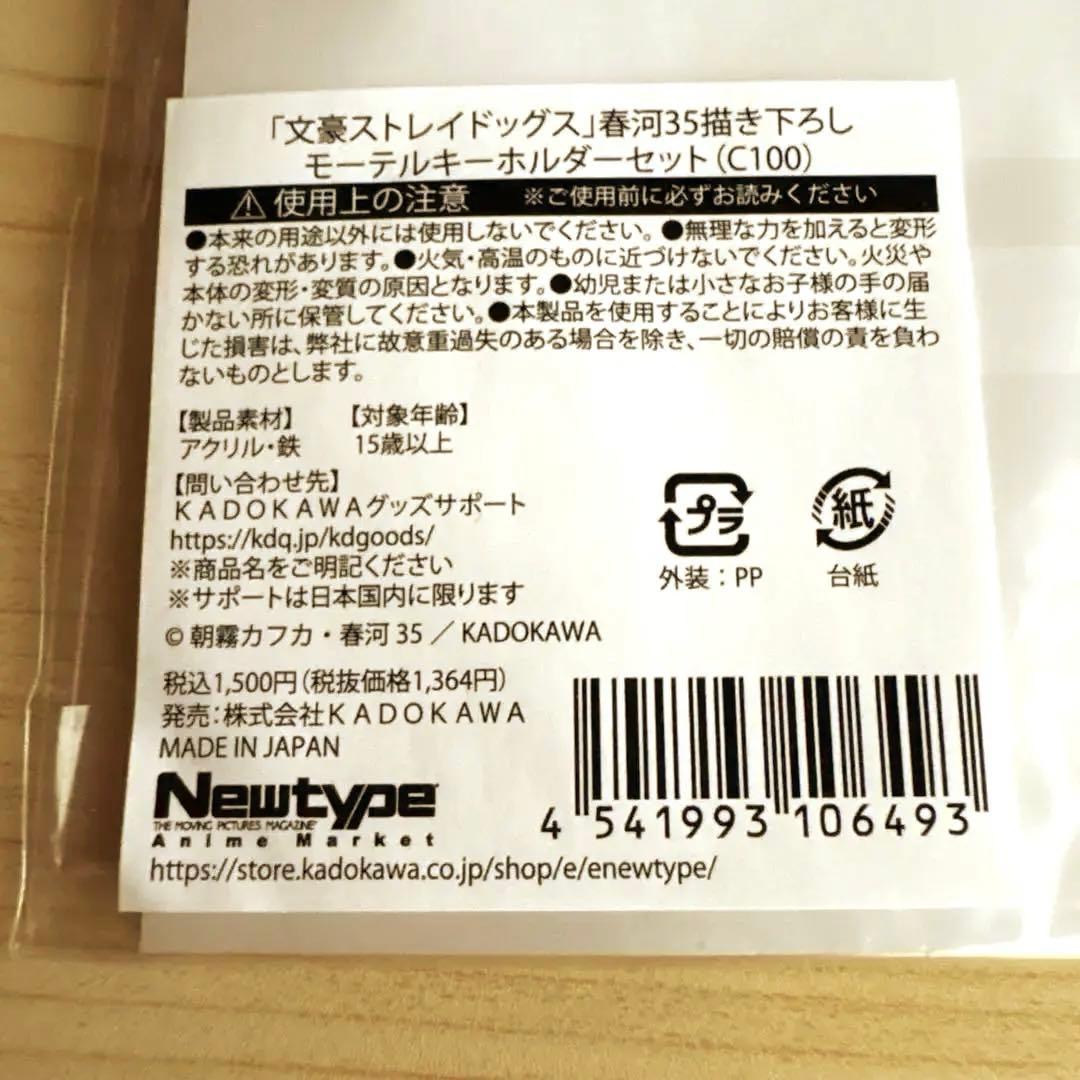 「文豪ストレイドッグス」春河35描き下ろし
モーテルキーホルダーセット（C100）
⚠使用上の注意 ※ご使用前に必ずお読みください
●本来の用途以外には使用しないでください。●無理な力を加えると変形
する恐れがあります。●火気・高温のものに近づけないでください。火災や
本体の変形・変質の原因となります。●幼児または小さなお子様の手の届
かない所に保管してください。●本製品を使用することによりお客様に生
じた損害は、弊社に故意重過失のある場合を除き、一切の賠償の責を負わ
ないものとします。
【製品素材】 【対象年齢】
アクリル・鉄 15歳以上
【問い合わせ先】
KADOKAWAグッズサポート
https://kdq.jp/kdgoods/
※商品名をご明記ください
※サポートは日本国内に限ります
プラ 紙
外装：PP 台紙
© 朝霧カフカ・春河35／KADOKAWA
税込1,500円（税抜価格1,364円）
発売：株式会社KADOKAWA
MADE IN JAPAN
Newtype
THE MOVING PICTURES MAGAZINE
Anime Market
4 541993 106493
https://store.kadokawa.co.jp/shop/e/enewtype/